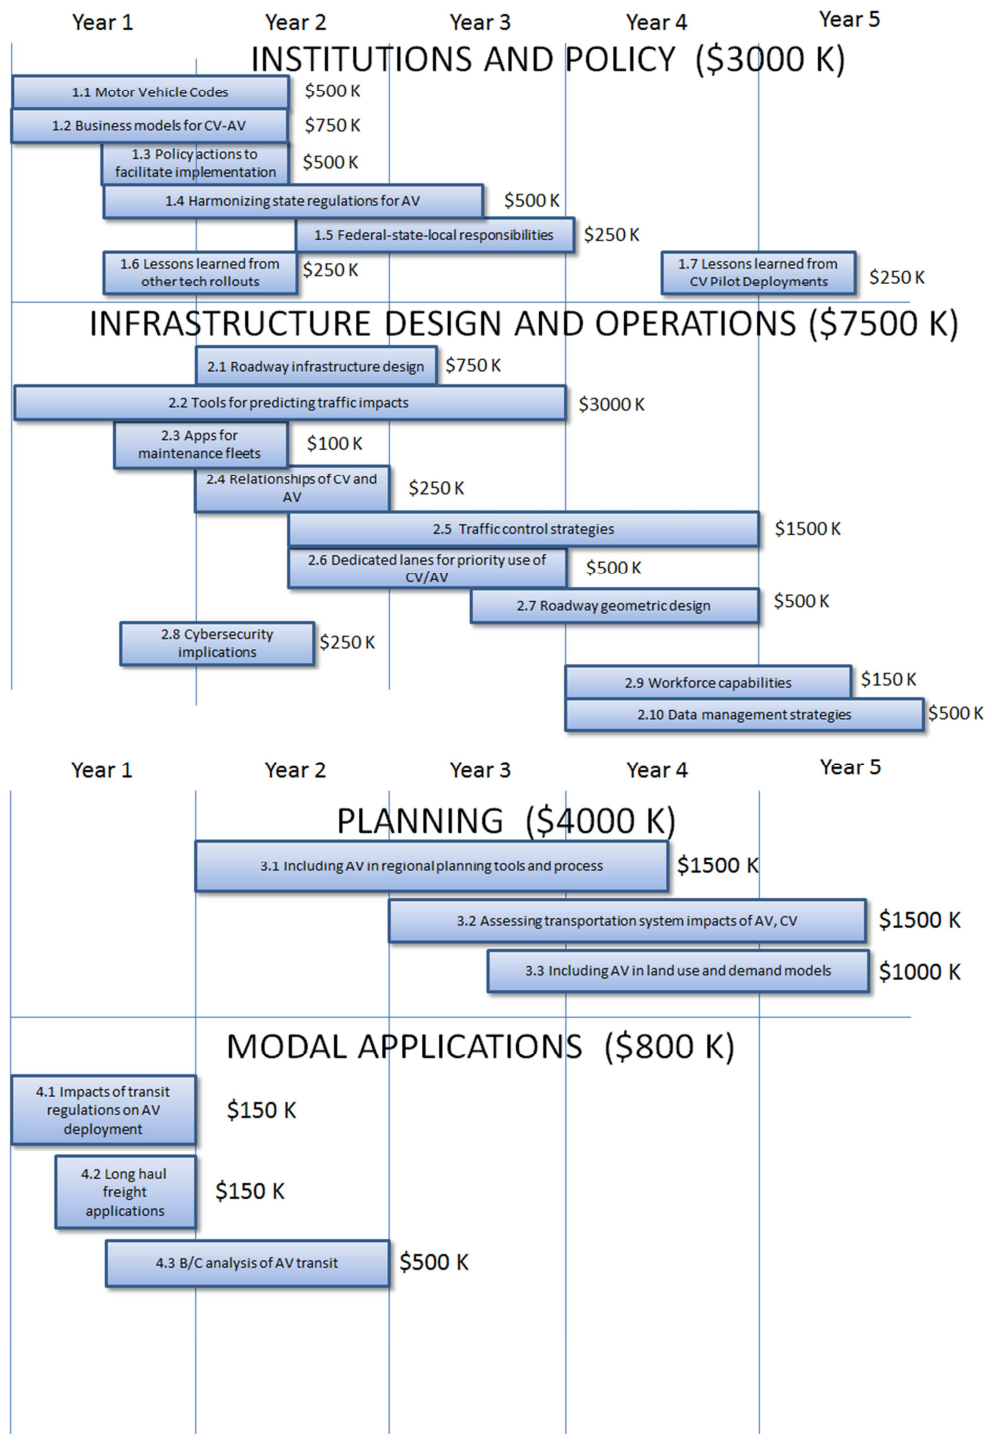 Year 1 Year 2 Year 3 Year 4 Year 5
INSTITUTIONS AND POLICY ($3000 K)
1.1 Motor Vehicle Codes $500 K
1.2 Business models for CV-AV $750 K
1.3 Policy actions to
facilitate implementation
$500 K
1.4 Harmonizing state regulations for AV $500 K
1.5 Federal-state-local responsibilities $250 K
1.6 Lessons learned from
other tech rollouts
$250 K
1.7 Lessons learned from
CV Pilot Deployments
$250 K
INFRASTRUCTURE DESIGN AND OPERATIONS ($7500 K)
2.1 Roadway infrastructure design $750 K
2.2 Tools for predicting traffic impacts $3000 K
2.3 Apps for
maintenance fleets
$100 K
2.4 Relationships of CV and
AV
$250 K
2.5 Traffic control strategies $1500 K
2.6 Dedicated lanes for priority use of
CV/AV
$500 K
2.7 Roadway geometric design $500 K
2.8 Cybersecurity
implications
$250 K
2.9 Workforce capabilities $150 K
2.10 Data management strategies $500 K
Year 1 Year 2 Year 3 Year 4 Year 5
PLANNING ($4000 K)
3.1 Including AV in regional planning tools and process $1500 K
3.2 Assessing transportation system impacts of AV, CV $1500 K
3.3 Including AV in land use and demand models $1000 K
MODAL APPLICATIONS ($800 K)
4.1 Impacts of transit
regulations on AV
deployment
$150 K
4.2 Long haul
freight
applications
$150 K
4.3 B/C analysis of AV transit $500 K